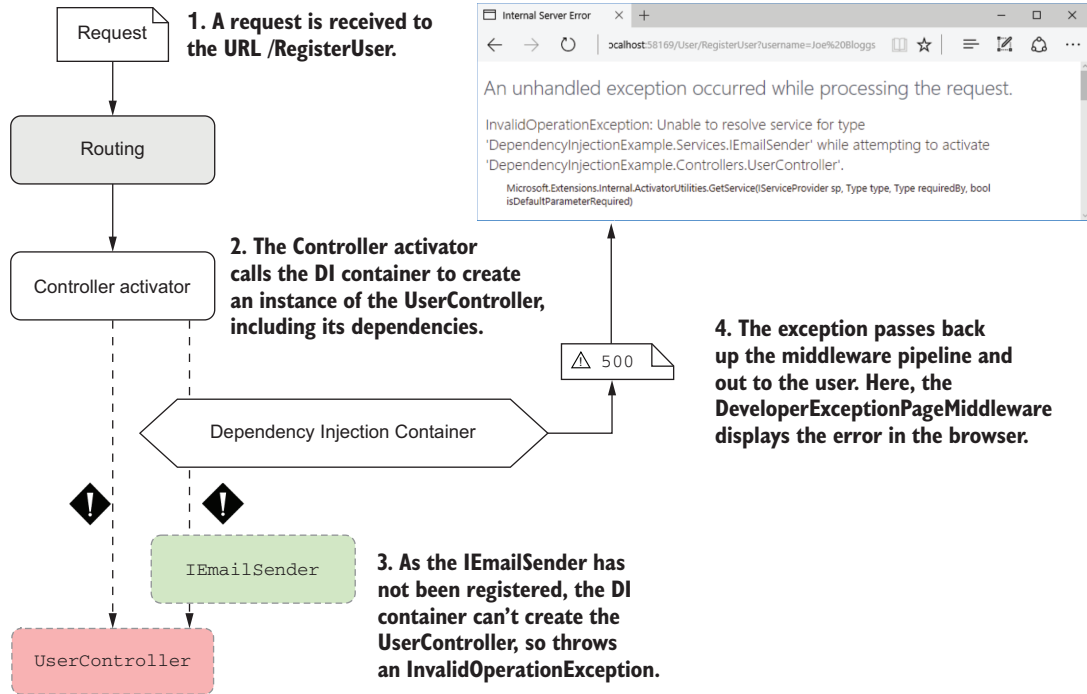 Request
1. A request is received to
the URL /RegisterUser.
Routing
Controller activator
2. The Controller activator
calls the DI container to create
an instance of the UserController,
including its dependencies.
Internal Server Error
localhost:58169/User/RegisterUser?username=Joe%20Bloggs
An unhandled exception occurred while processing the request.
InvalidOperationException: Unable to resolve service for type
'DependencyInjectionExample.Services.IEmailSender' while attempting to activate
'DependencyInjectionExample.Controllers.UserController'.
Microsoft.Extensions.Internal.ActivatorUtilities.GetService(IServiceProvider sp, Type type, Type requiredBy, bool
isDefaultParameterRequired)
500
4. The exception passes back
up the middleware pipeline and
out to the user. Here, the
DeveloperExceptionPageMiddleware
displays the error in the browser.
Dependency Injection Container
!
!
IEmailSender
3. As the IEmailSender has
not been registered, the DI
container can't create the
UserController, so throws
an InvalidOperationException.
UserController